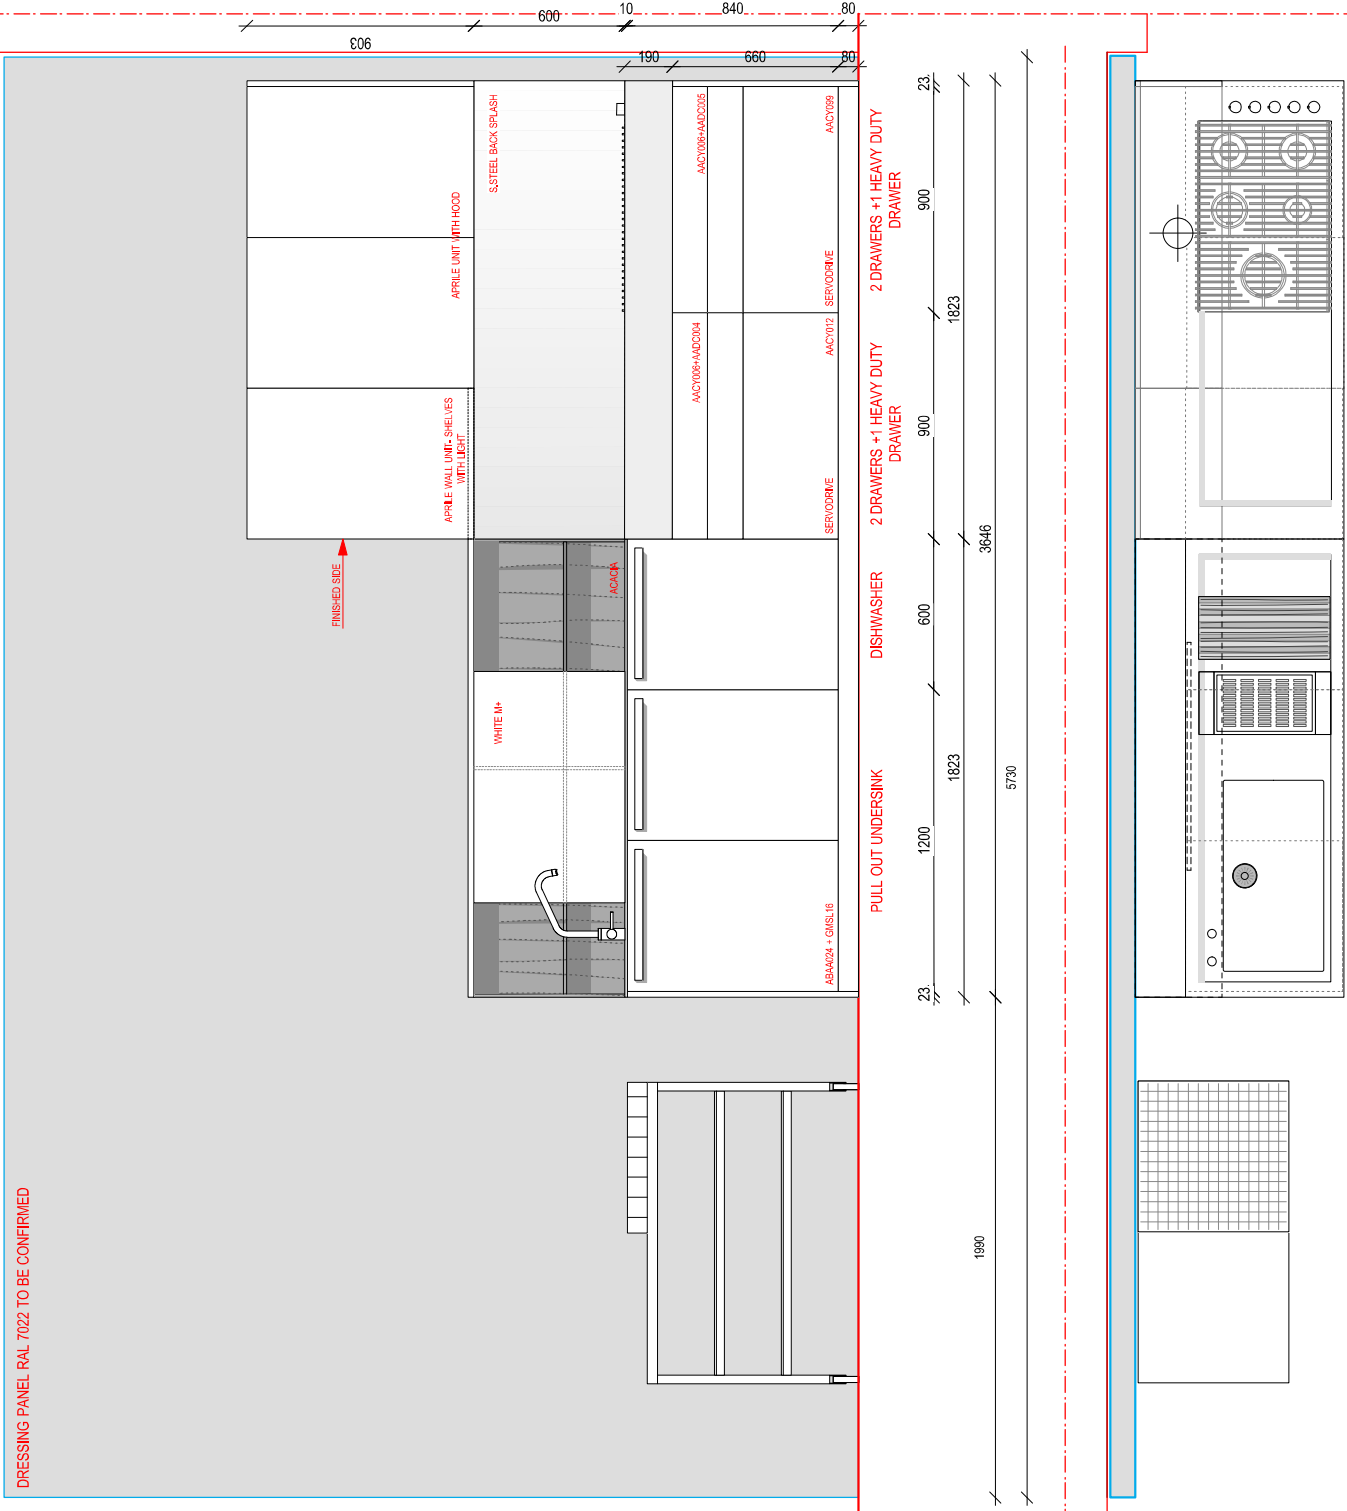 903
600
10
840
80
190
660
80
S.STEEL BACK SPLASH
APRILE UNIT WITH HOOD
APRILE WALL UNIT- SHELVES
WITH LIGHT
FINISHED SIDE
AACY006+AADC005
AACY099
SERVODRIVE
AACY006+AADC004
AACY012
SERVODRIVE
ACACIA
WHITE M+
ABAA024 + GMSL16
2 DRAWERS +1 HEAVY DUTY
DRAWER
2 DRAWERS +1 HEAVY DUTY
DRAWER
DISHWASHER
PULL OUT UNDERSINK
23.
900
900
600
1200
23.
1823
1823
3646
1990
5730
DRESSING PANEL RAL 7022 TO BE CONFIRMED